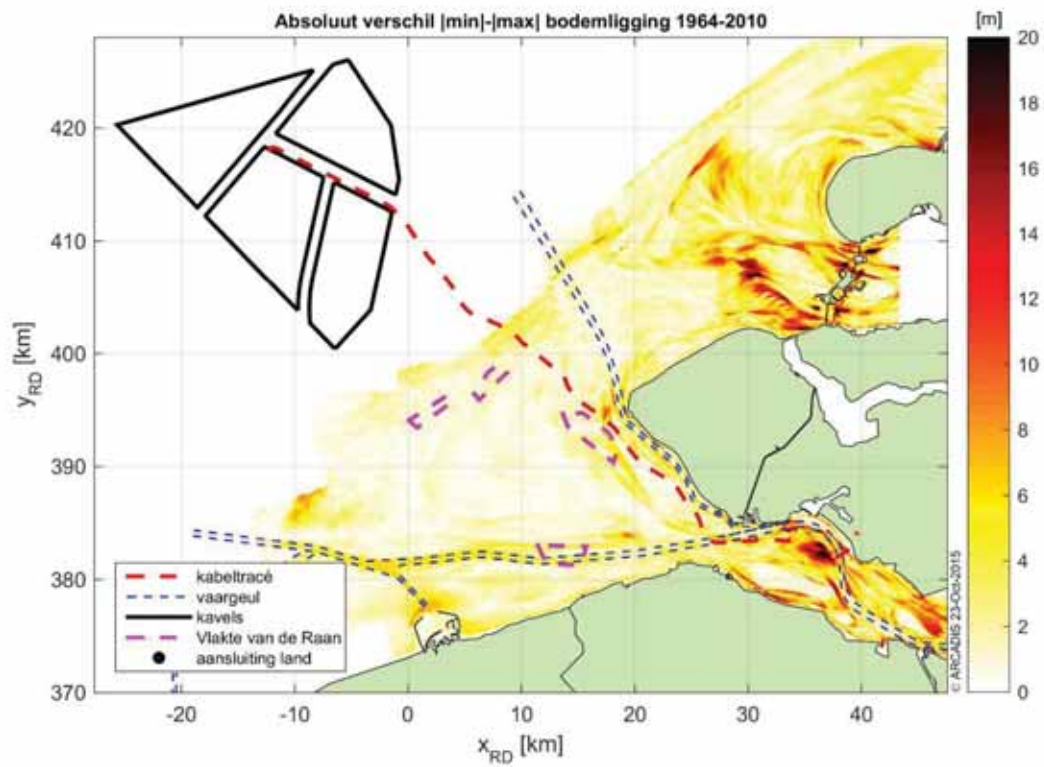 Absoluut verschil |min|-|max| bodemligging 1964-2010
[m]
20
18
16
14
12
10
8
6
4
2
0
420
410
400
390
380
370
y_RD [km]
kabeltracé
vaargeul
kavels
Vlakte van de Raan
aansluiting land
© ARCADIS 23-Oct-2015
-20
-10
0
10
20
30
40
x_RD [km]